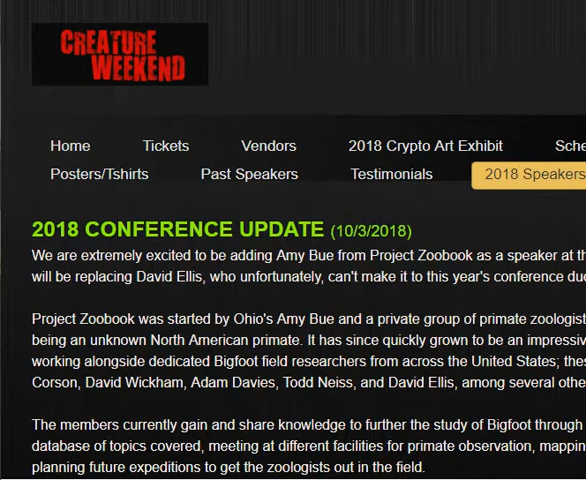 CREATURE
WEEKEND
Home Tickets Vendors 2018 Crypto Art Exhibit
Posters/Tshirts Past Speakers Testimonials 2018 Speakers
2018 CONFERENCE UPDATE (10/3/2018)
We are extremely excited to be adding Amy Bue from Project Zoobook as a speaker at
will be replacing David Ellis, who unfortunately, can't make it to this year's conference
Project Zoobook was started by Ohio's Amy Bue and a private group of primate
being an unknown North American primate. It has since quickly grown to be an
working alongside dedicated Bigfoot field researchers from across the United States;
Corson, David Wickham, Adam Davies, Todd Neiss, and David Ellis, among several
The members currently gain and share knowledge to further the study of Bigfoot through
database of topics covered, meeting at different facilities for primate observation,
planning future expeditions to get the zoologists out in the field.